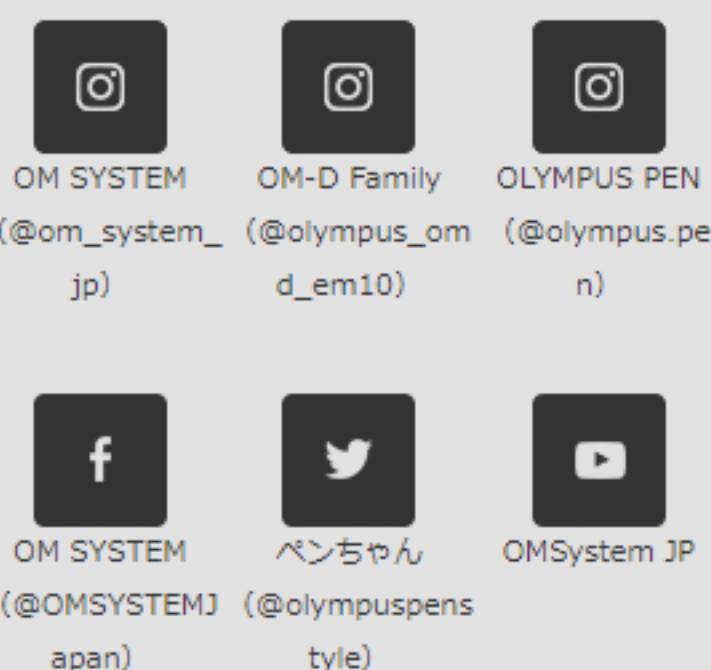 OM SYSTEM
(@om_system_
jp)
OM-D Family
(@olympus_om
d_em10)
OLYMPUS PEN
(@olympus.pe
n)
OM SYSTEM
(@OMSYSTEMJ
apan)
ペンちゃん
(@olympuspens
tyle)
OMSystem JP